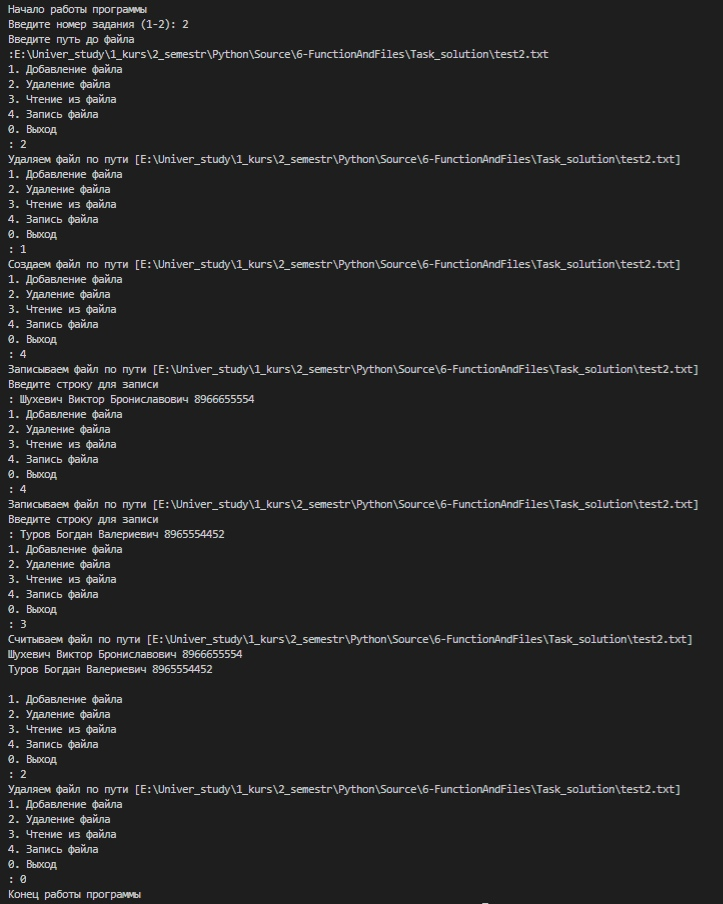 Начало работы программы
Введите номер задания (1-2): 2
Введите путь до файла
:E:\Univer_study\1_kurs\2_semestr\Python\Source\6-FunctionAndFiles\Task_solution\test2.txt
1. Добавление файла
2. Удаление файла
3. Чтение из файла
4. Запись файла
0. Выход
: 2
Удаляем файл по пути [E:\Univer_study\1_kurs\2_semestr\Python\Source\6-FunctionAndFiles\Task_solution\test2.txt]
1. Добавление файла
2. Удаление файла
3. Чтение из файла
4. Запись файла
0. Выход
: 1
Создаем файл по пути [E:\Univer_study\1_kurs\2_semestr\Python\Source\6-FunctionAndFiles\Task_solution\test2.txt]
1. Добавление файла
2. Удаление файла
3. Чтение из файла
4. Запись файла
0. Выход
: 4
Записываем файл по пути [E:\Univer_study\1_kurs\2_semestr\Python\Source\6-FunctionAndFiles\Task_solution\test2.txt]
Введите строку для записи
: Шухевич Виктор Брониславович 8966655554
1. Добавление файла
2. Удаление файла
3. Чтение из файла
4. Запись файла
0. Выход
: 4
Записываем файл по пути [E:\Univer_study\1_kurs\2_semestr\Python\Source\6-FunctionAndFiles\Task_solution\test2.txt]
Введите строку для записи
: Туров Богдан Валериевич 8965554452
1. Добавление файла
2. Удаление файла
3. Чтение из файла
4. Запись файла
0. Выход
: 3
Считываем файл по пути [E:\Univer_study\1_kurs\2_semestr\Python\Source\6-FunctionAndFiles\Task_solution\test2.txt]
Шухевич Виктор Брониславович 8966655554
Туров Богдан Валериевич 8965554452

1. Добавление файла
2. Удаление файла
3. Чтение из файла
4. Запись файла
0. Выход
: 2
Удаляем файл по пути [E:\Univer_study\1_kurs\2_semestr\Python\Source\6-FunctionAndFiles\Task_solution\test2.txt]
1. Добавление файла
2. Удаление файла
3. Чтение из файла
4. Запись файла
0. Выход
: 0
Конец работы программы